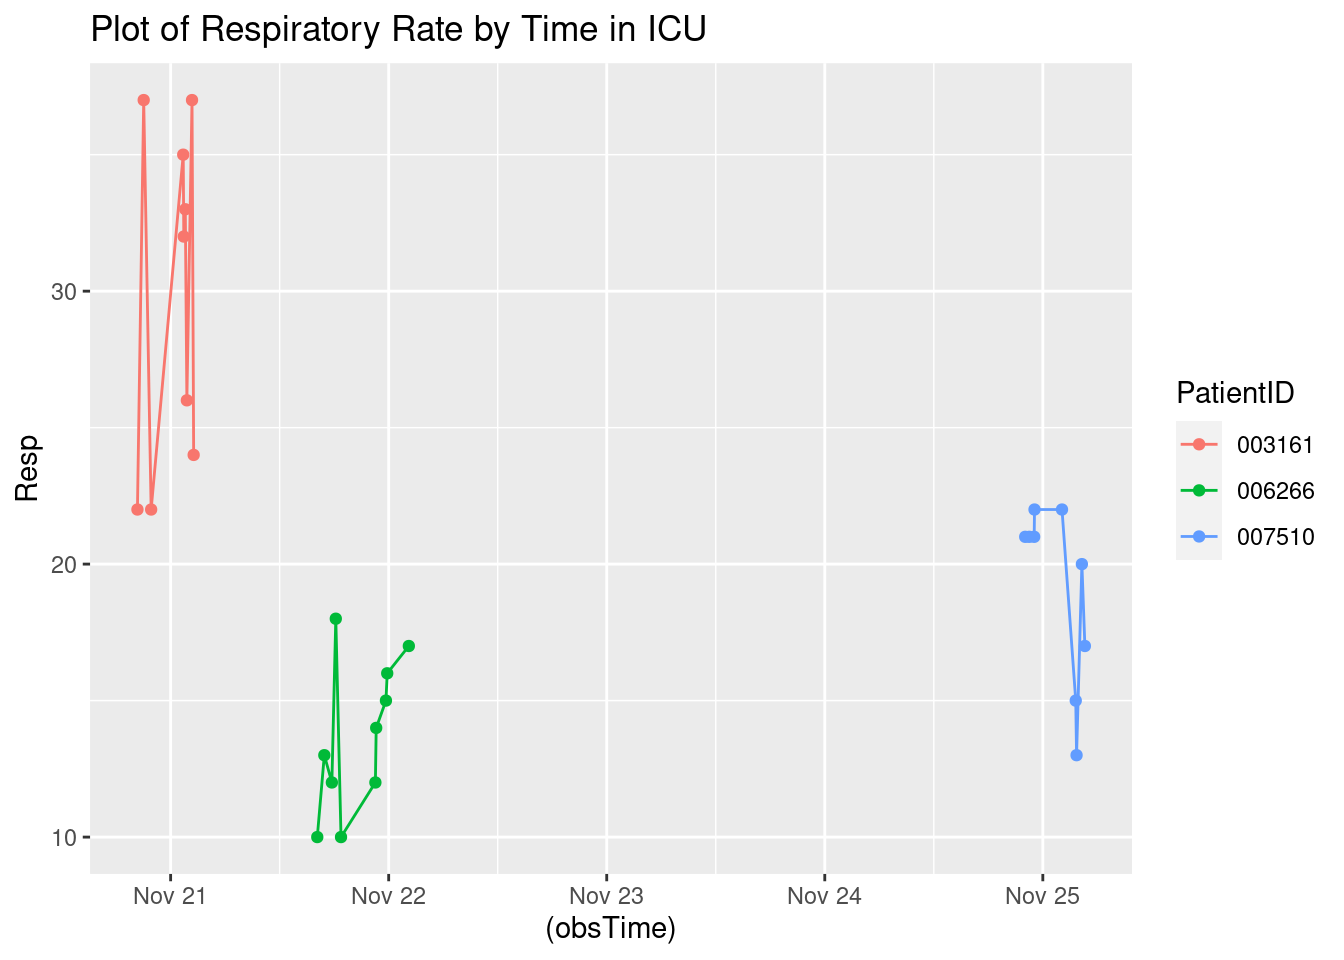 Plot of Respiratory Rate by Time in ICU
Resp
30
20
10
Nov 21
Nov 22
Nov 23
Nov 24
Nov 25
(obsTime)
PatientID
003161
006266
007510